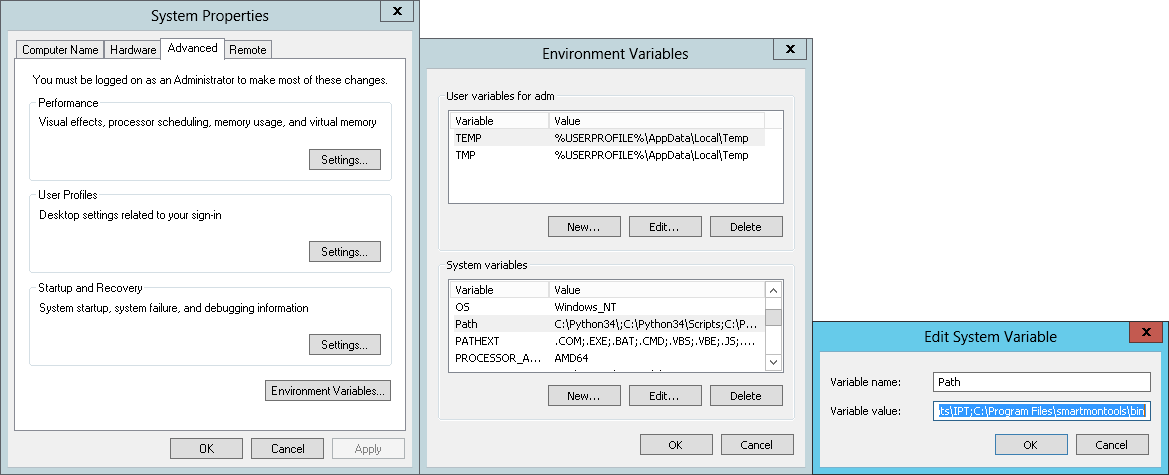 System Properties
x
Computer Name Hardware Advanced Remote
You must be logged on as an Administrator to make most of these changes.
Performance
Visual effects, processor scheduling, memory usage, and virtual memory
Settings...
User Profiles
Desktop settings related to your sign-in
Settings...
Startup and Recovery
System startup, system failure, and debugging information
Settings...
Environment Variables...
OK Cancel Apply
Environment Variables
x
User variables for adm
Variable Value
TEMP %USERPROFILE%\AppData\Local\Temp
TMP %USERPROFILE%\AppData\Local\Temp
New... Edit... Delete
System variables
Variable Value
OS Windows_NT
Path C:\Python34\;C:\Python34\Scripts;C:\P...
PATHEXT .COM;.EXE;.BAT;.CMD;.VBS;.VBE;.JS;....
PROCESSOR_A... AMD64
New... Edit... Delete
OK Cancel
Edit System Variable
x
Variable name: Path
Variable value: ts\IPT;C:\Program Files\smartmontools\bin
OK Cancel